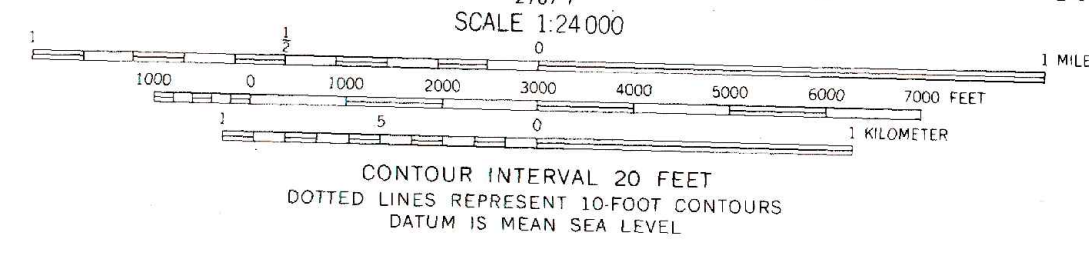 SCALE 1:24 000
1 1/2 0 1 MILE
1000 0 1000 2000 3000 4000 5000 6000 7000 FEET
1 5 0 1 KILOMETER
CONTOUR INTERVAL 20 FEET
DOTTED LINES REPRESENT 10-FOOT CONTOURS
DATUM IS MEAN SEA LEVEL